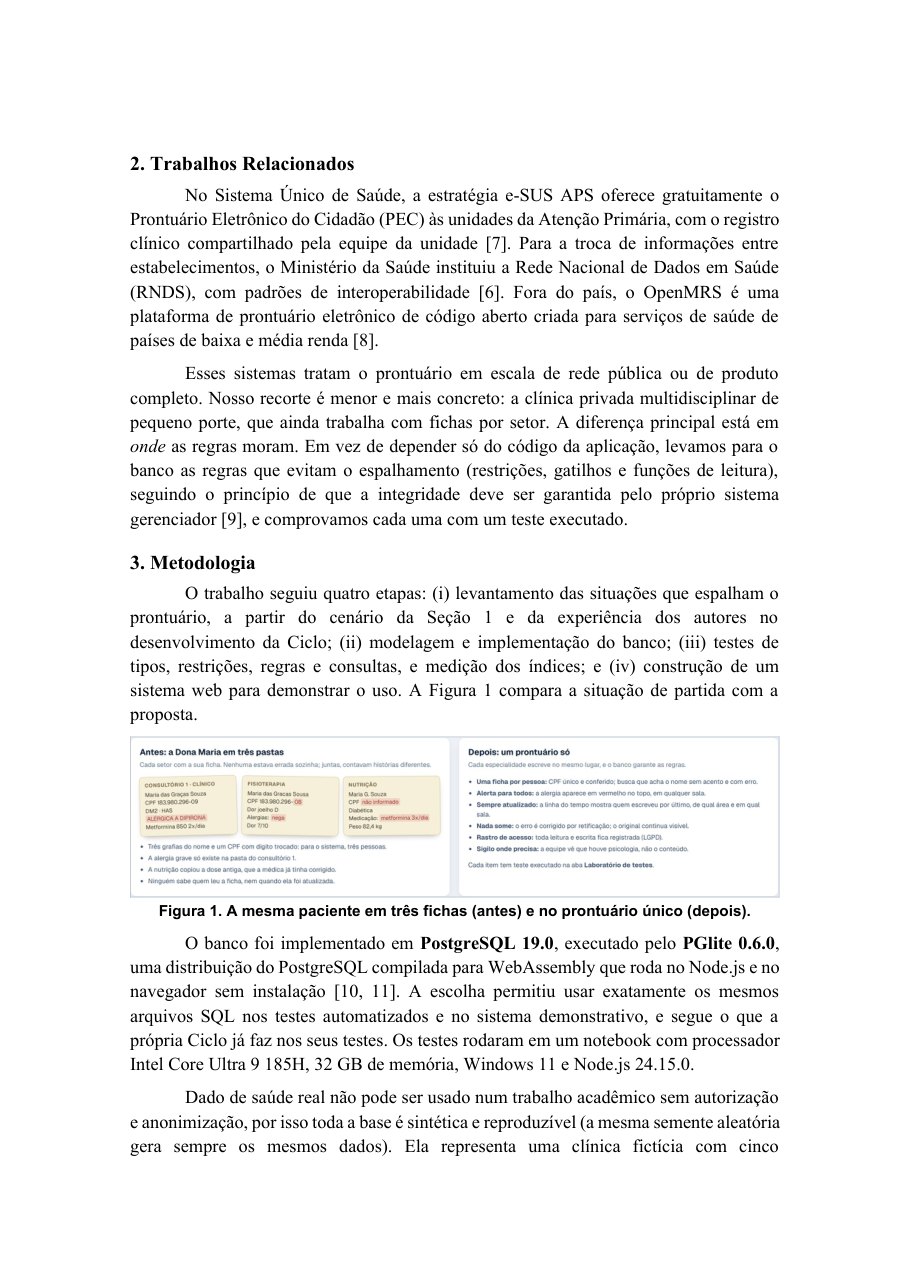 2. Trabalhos Relacionados
No Sistema Único de Saúde, a estratégia e-SUS APS oferece gratuitamente o
Prontuário Eletrônico do Cidadão (PEC) às unidades da Atenção Primária, com o registro
clínico compartilhado pela equipe da unidade [7]. Para a troca de informações entre
estabelecimentos, o Ministério da Saúde instituiu a Rede Nacional de Dados em Saúde
(RNDS), com padrões de interoperabilidade [6]. Fora do país, o OpenMRS é uma
plataforma de prontuário eletrônico de código aberto criada para serviços de saúde de
países de baixa e média renda [8].
Esses sistemas tratam o prontuário em escala de rede pública ou de produto
completo. Nosso recorte é menor e mais concreto: a clínica privada multidisciplinar de
pequeno porte, que ainda trabalha com fichas por setor. A diferença principal está em
onde as regras moram. Em vez de depender só do código da aplicação, levamos para o
banco as regras que evitam o espalhamento (restrições, gatilhos e funções de leitura),
seguindo o princípio de que a integridade deve ser garantida pelo próprio sistema
gerenciador [9], e comprovamos cada uma com um teste executado.
3. Metodologia
O trabalho seguiu quatro etapas: (i) levantamento das situações que espalham o
prontuário, a partir do cenário da Seção 1 e da experiência dos autores no
desenvolvimento da Ciclo; (ii) modelagem e implementação do banco; (iii) testes de
tipos, restrições, regras e consultas, e medição dos índices; e (iv) construção de um
sistema web para demonstrar o uso. A Figura 1 compara a situação de partida com a
proposta.
Antes: a Dona Maria em três pastas
Cada setor com a sua ficha. Nenhuma estava errada sozinha; juntas, contavam histórias diferentes.
CONSULTÓRIO 1 · CLÍNICO
Maria das Graças Souza
CPF 183.980.296-09
DM2 · HAS
ALÉRGICA A DIPIRONA
Metformina 850 2x/dia
FISIOTERAPIA
Maria das Gracas Sousa
CPF 183.980.296-08
Dor joelho D
Alergias: nega
Dor 7/10
NUTRIÇÃO
Maria G. Souza
CPF não informado
Diabética
Medicação: metformina 3x/dia
Peso 82,4 kg
• Três grafias do nome e um CPF com dígito trocado: para o sistema, três pessoas.
• A alergia grave só existe na pasta do consultório 1.
• A nutrição copiou a dose antiga, que a médica já tinha corrigido.
• Ninguém sabe quem leu a ficha, nem quando ela foi atualizada.
Depois: um prontuário só
Cada especialidade escreve no mesmo lugar, e o banco garante as regras.
• Uma ficha por pessoa: CPF único e conferido; busca que acha o nome sem acento e com erro.
• Alerta para todos: a alergia aparece em vermelho no topo, em qualquer sala.
• Sempre atualizado: a linha do tempo mostra quem escreveu por último, de qual área e em qual
sala.
• Nada some: o erro é corrigido por retificação; o original continua visível.
• Rastro de acesso: toda leitura e escrita fica registrada (LGPD).
• Sigilo onde precisa: a equipe vê que houve psicologia, não o conteúdo.
Cada item tem teste executado na aba Laboratório de testes.
Figura 1. A mesma paciente em três fichas (antes) e no prontuário único (depois).
O banco foi implementado em PostgreSQL 19.0, executado pelo PGlite 0.6.0,
uma distribuição do PostgreSQL compilada para WebAssembly que roda no Node.js e no
navegador sem instalação [10, 11]. A escolha permitiu usar exatamente os mesmos
arquivos SQL nos testes automatizados e no sistema demonstrativo, e segue o que a
própria Ciclo já faz nos seus testes. Os testes rodaram em um notebook com processador
Intel Core Ultra 9 185H, 32 GB de memória, Windows 11 e Node.js 24.15.0.
Dado de saúde real não pode ser usado num trabalho acadêmico sem autorização
e anonimização, por isso toda a base é sintética e reproduzível (a mesma semente aleatória
gera sempre os mesmos dados). Ela representa uma clínica fictícia com cinco